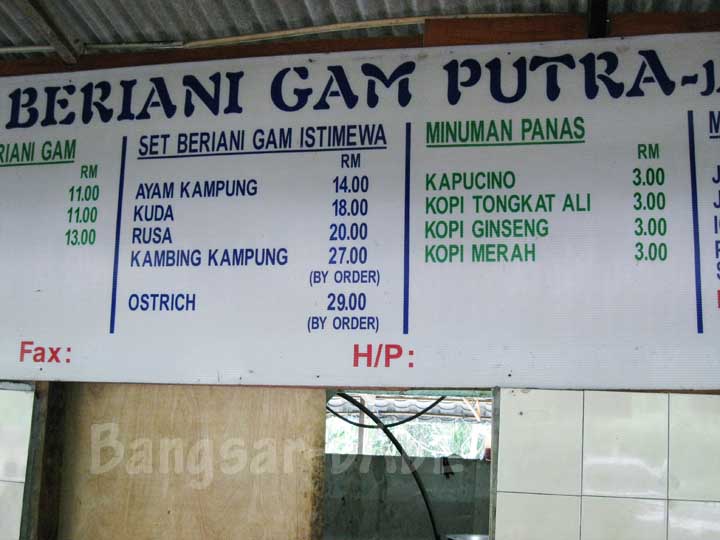 BERIANI GAM PUTRA-
RIANI GAM
RM
11.00
11.00
13.00
SET BERIANI GAM ISTIMEWA
RM
AYAM KAMPUNG 14.00
KUDA 18.00
RUSA 20.00
KAMBING KAMPUNG 27.00
(BY ORDER)
OSTRICH 29.00
(BY ORDER)
MINUMAN PANAS
RM
KAPUCINO 3.00
KOPI TONGKAT ALI 3.00
KOPI GINSENG 3.00
KOPI MERAH 3.00
Fax:
H/P: